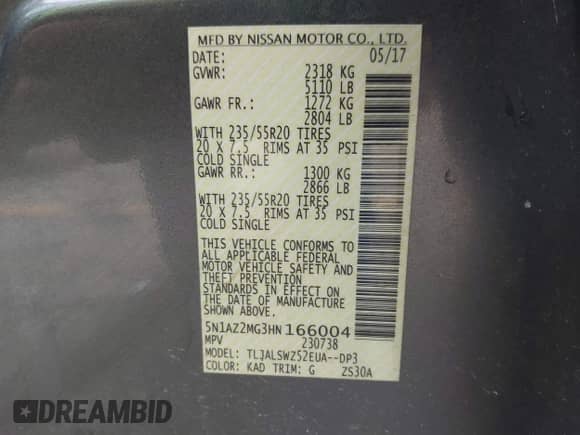 MFD BY NISSAN MOTOR CO., LTD.
DATE: 05/17
GVWR: 2318 KG
5110 LB
GAWR FR.: 1272 KG
2804 LB
WITH 235/55R20 TIRES
20 X 7.5 RIMS AT 35 PSI
COLD SINGLE
GAWR RR.: 1300 KG
2866 LB
WITH 235/55R20 TIRES
20 X 7.5 RIMS AT 35 PSI
COLD SINGLE
THIS VEHICLE CONFORMS TO
ALL APPLICABLE FEDERAL
MOTOR VEHICLE SAFETY AND
THEFT PREVENTION
STANDARDS IN EFFECT ON
THE DATE OF MANUFACTURE
SHOWN ABOVE.
5N1AZ2MG3HN166004
MPV 230738
MODEL: TLJALSWZ52EUA--DP3
COLOR: KAD TRIM: G ZS30A
DREAMBID